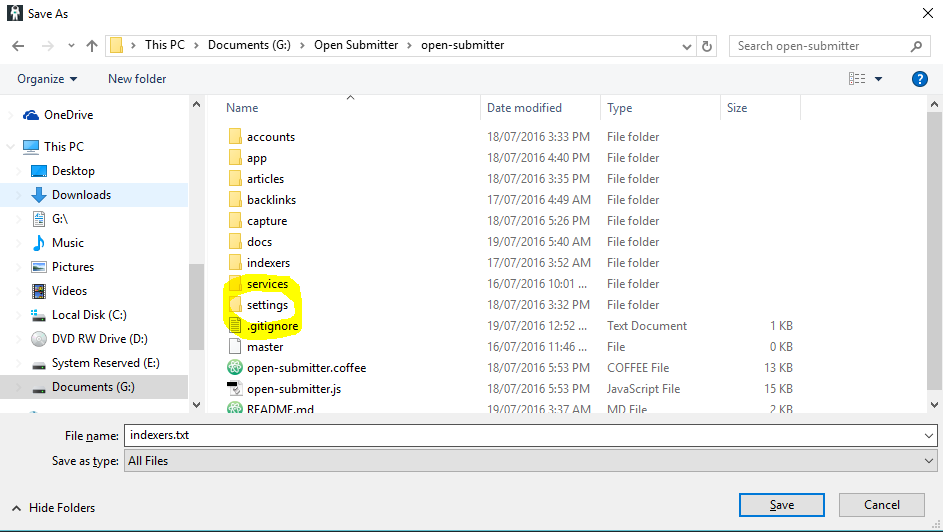 Save As
This PC > Documents (G:) > Open Submitter > open-submitter
Search open-submitter
Organize
New folder
?
Name
Date modified
Type
Size
OneDrive
This PC
Desktop
Downloads
G:\
Music
Pictures
Videos
Local Disk (C:)
DVD RW Drive (D:)
System Reserved (E:)
Documents (G:)
accounts 18/07/2016 3:33 PM File folder
app 18/07/2016 4:40 PM File folder
articles 18/07/2016 3:35 PM File folder
backlinks 17/07/2016 4:49 AM File folder
capture 18/07/2016 5:26 PM File folder
docs 19/07/2016 5:40 AM File folder
indexers 17/07/2016 3:52 AM File folder
services 16/07/2016 10:01 ... File folder
settings 18/07/2016 3:32 PM File folder
.gitignore 19/07/2016 12:52 ... Text Document 1 KB
master 16/07/2016 11:46 ... File 0 KB
open-submitter.coffee 18/07/2016 5:53 PM COFFEE File 13 KB
open-submitter.js 18/07/2016 5:53 PM JavaScript File 15 KB
README.md 19/07/2016 3:37 AM MD File 2 KB
File name: indexers.txt
Save as type: All Files
Hide Folders
Save
Cancel